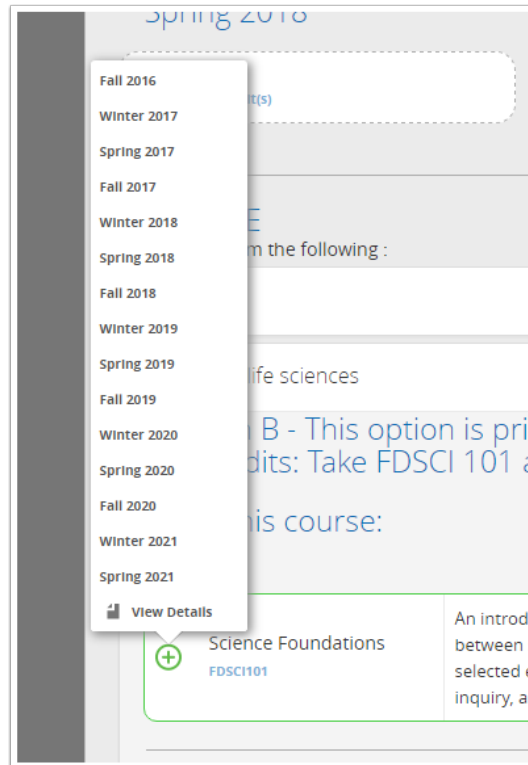 Spring 2018
Fall 2016
Winter 2017
Spring 2017
Fall 2017
Winter 2018
Spring 2018
Fall 2018
Winter 2019
Spring 2019
Fall 2019
Winter 2020
Spring 2020
Fall 2020
Winter 2021
Spring 2021
View Details
t(s)
E
m the following :
life sciences
B - This option is pri
dits: Take FDSCI 101 a
his course:
Science Foundations
FDSCI101
An introd
between
selected e
inquiry, a